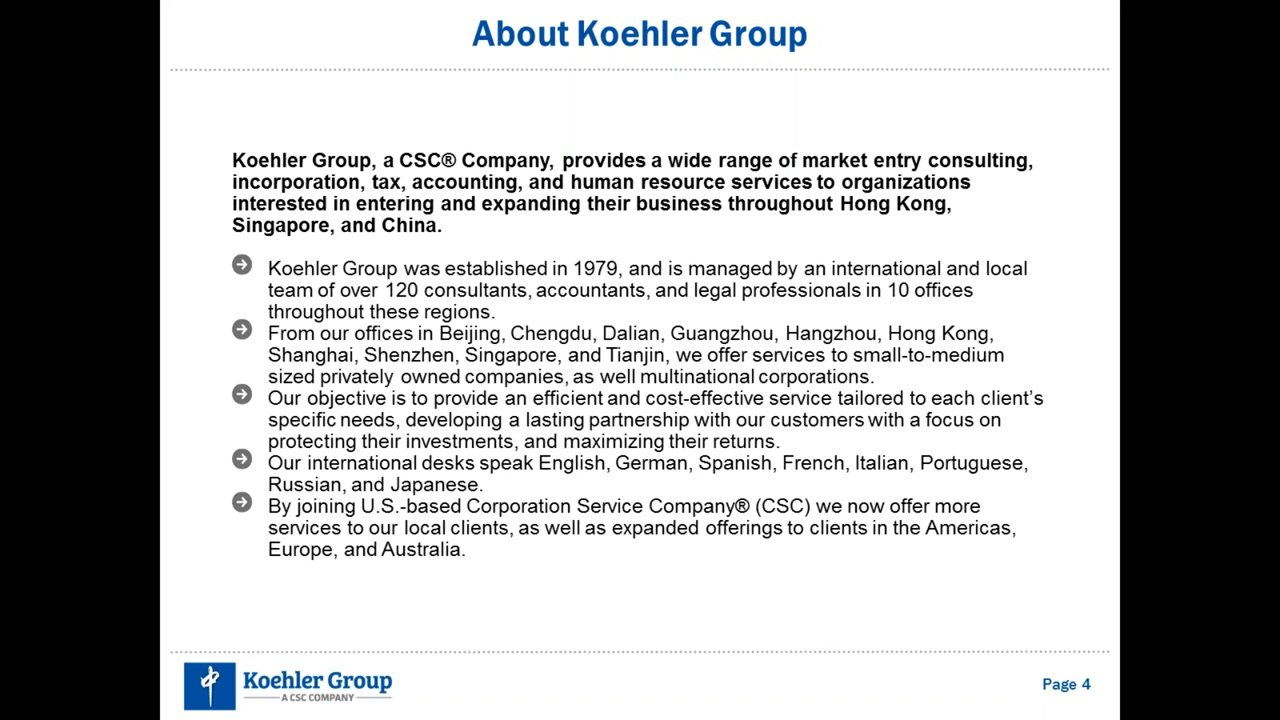 About Koehler Group
Koehler Group, a CSC® Company, provides a wide range of market entry consulting,
incorporation, tax, accounting, and human resource services to organizations
interested in entering and expanding their business throughout Hong Kong,
Singapore, and China.
Koehler Group was established in 1979, and is managed by an international and local
team of over 120 consultants, accountants, and legal professionals in 10 offices
throughout these regions.
From our offices in Beijing, Chengdu, Dalian, Guangzhou, Hangzhou, Hong Kong,
Shanghai, Shenzhen, Singapore, and Tianjin, we offer services to small-to-medium
sized privately owned companies, as well multinational corporations.
Our objective is to provide an efficient and cost-effective service tailored to each client’s
specific needs, developing a lasting partnership with our customers with a focus on
protecting their investments, and maximizing their returns.
Our international desks speak English, German, Spanish, French, Italian, Portuguese,
Russian, and Japanese.
By joining U.S.-based Corporation Service Company® (CSC) we now offer more
services to our local clients, as well as expanded offerings to clients in the Americas,
Europe, and Australia.
Koehler Group
A CSC COMPANY
Page 4